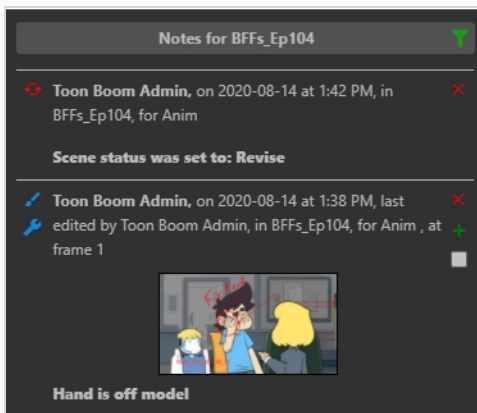 Notes for BFFs_Ep104
Toon Boom Admin, on 2020-08-14 at 1:42 PM, in
BFFs_Ep104, for Anim
Scene status was set to: Revise
Toon Boom Admin, on 2020-08-14 at 1:38 PM, last
edited by Toon Boom Admin, in BFFs_Ep104, for Anim , at
frame 1
Hand is off model